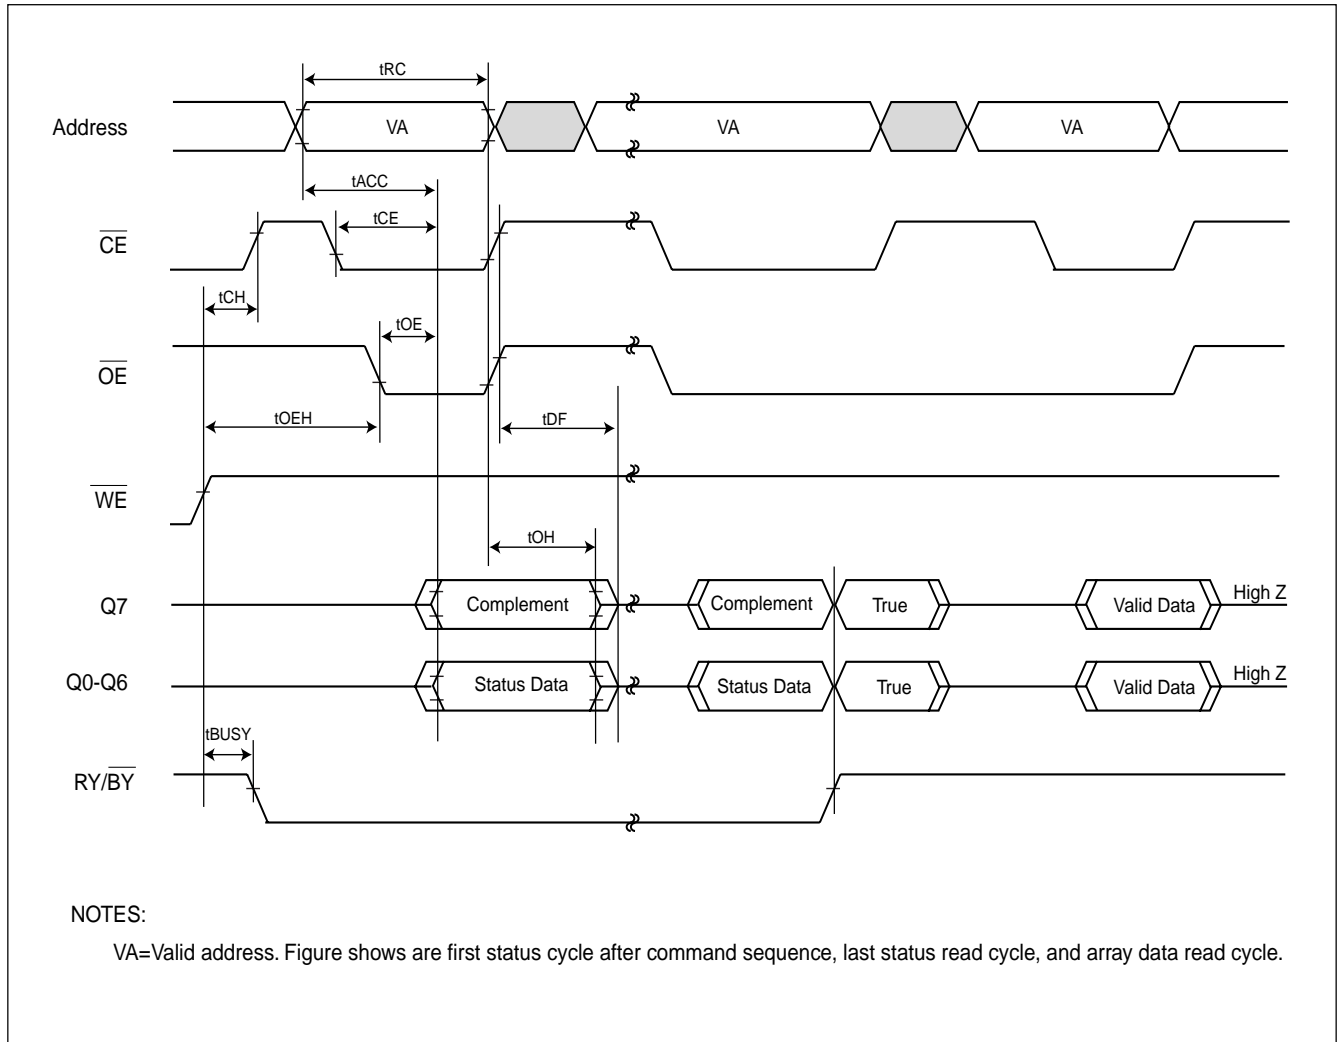 tRC
Address VA VA VA
tACC
tCE
CE
tCH
tOE
OE
tOEH tDF
WE
tOH
Q7 Complement Complement True Valid Data High Z
Q0-Q6 Status Data Status Data True Valid Data High Z
tBUSY
RY/BY
NOTES:
VA=Valid address. Figure shows are first status cycle after command sequence, last status read cycle, and array data read cycle.